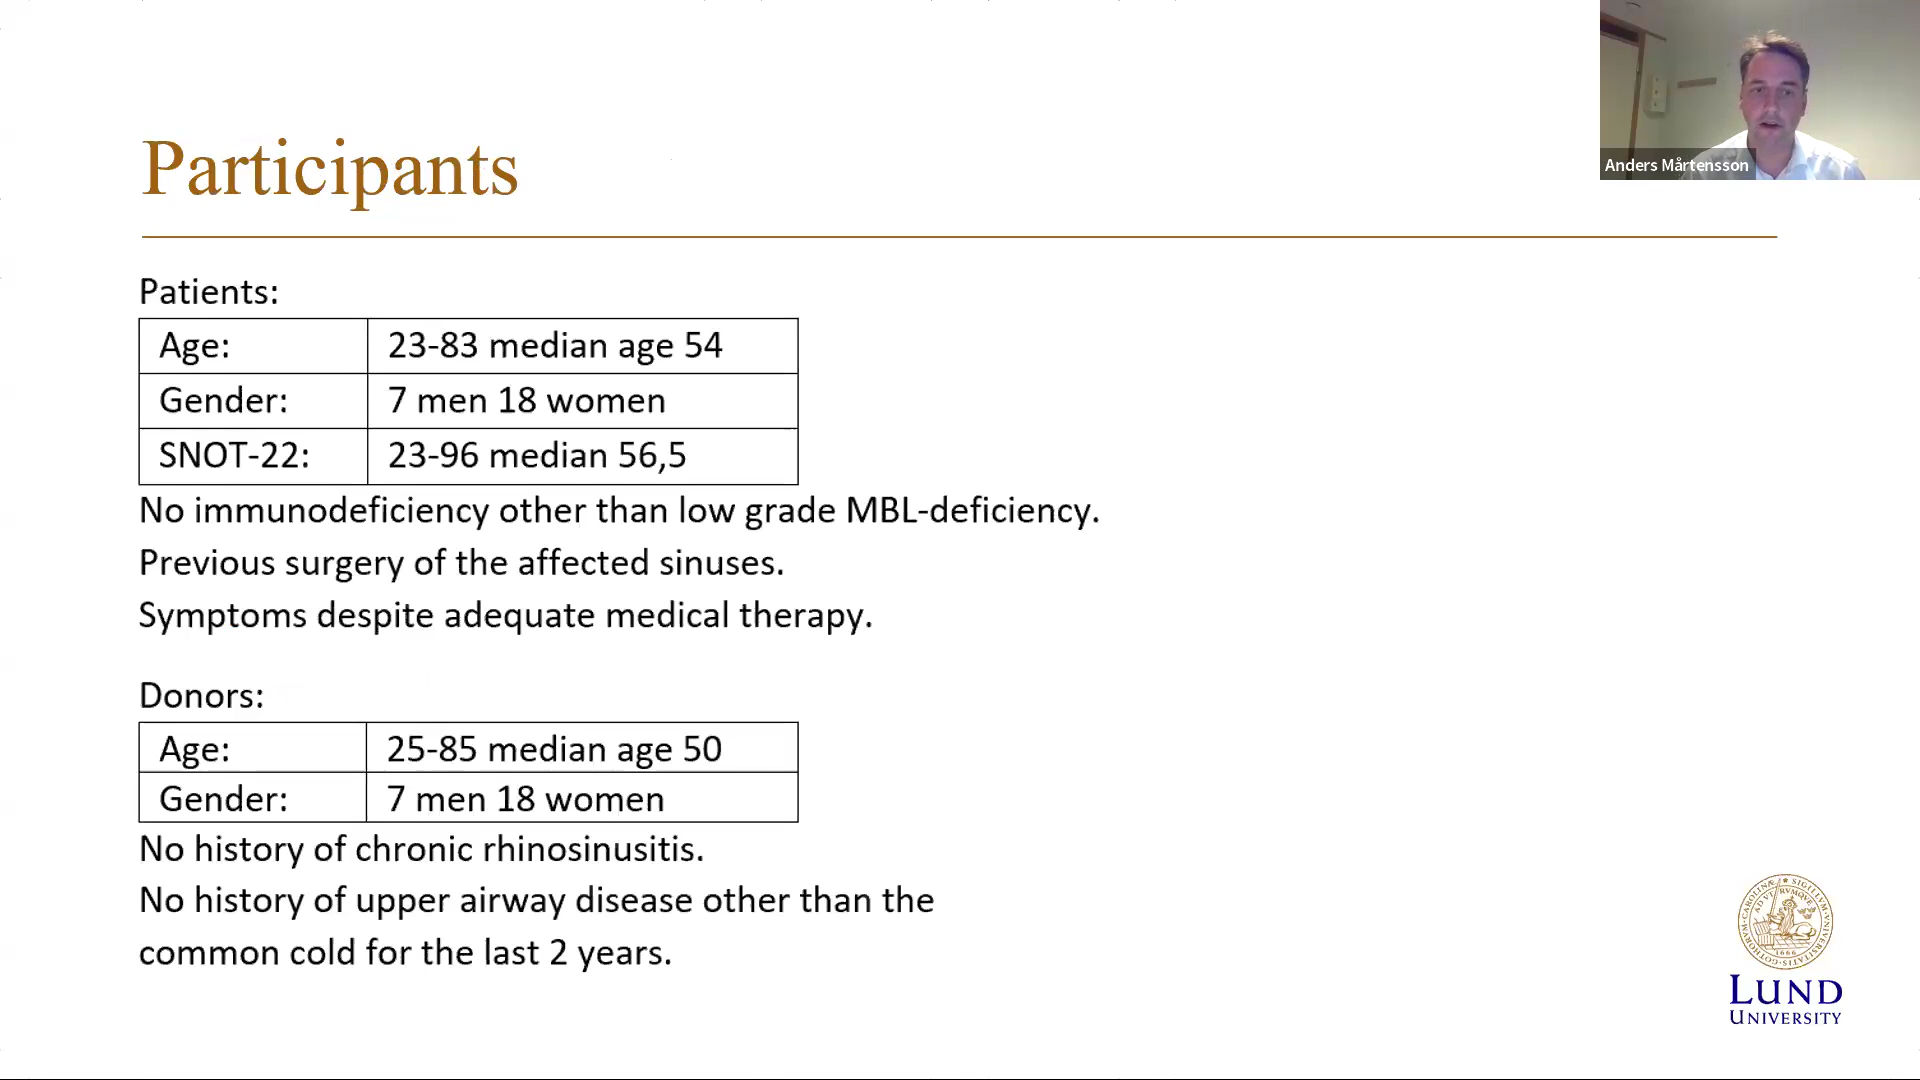 Participants
Anders Mårtensson
Patients:
Age: 23-83 median age 54
Gender: 7 men 18 women
SNOT-22: 23-96 median 56,5
No immunodeficiency other than low grade MBL-deficiency.
Previous surgery of the affected sinuses.
Symptoms despite adequate medical therapy.
Donors:
Age: 25-85 median age 50
Gender: 7 men 18 women
No history of chronic rhinosinusitis.
No history of upper airway disease other than the
common cold for the last 2 years.
LUND
UNIVERSITY